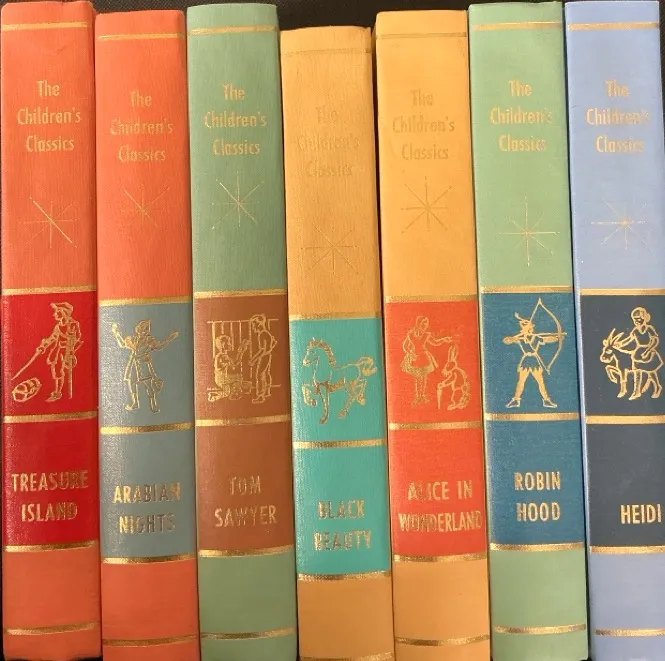 The
Children's
Classics
TREASURE
ISLAND
The
Children's
Classics
ARABIAN
NIGHTS
The
Children's
Classics
TOM
SAWYER
The
Children's
Classics
BLACK
BEAUTY
The
Children's
Classics
ALICE IN
WONDERLAND
The
Children's
Classics
ROBIN
HOOD
The
Children's
Classics
HEIDI